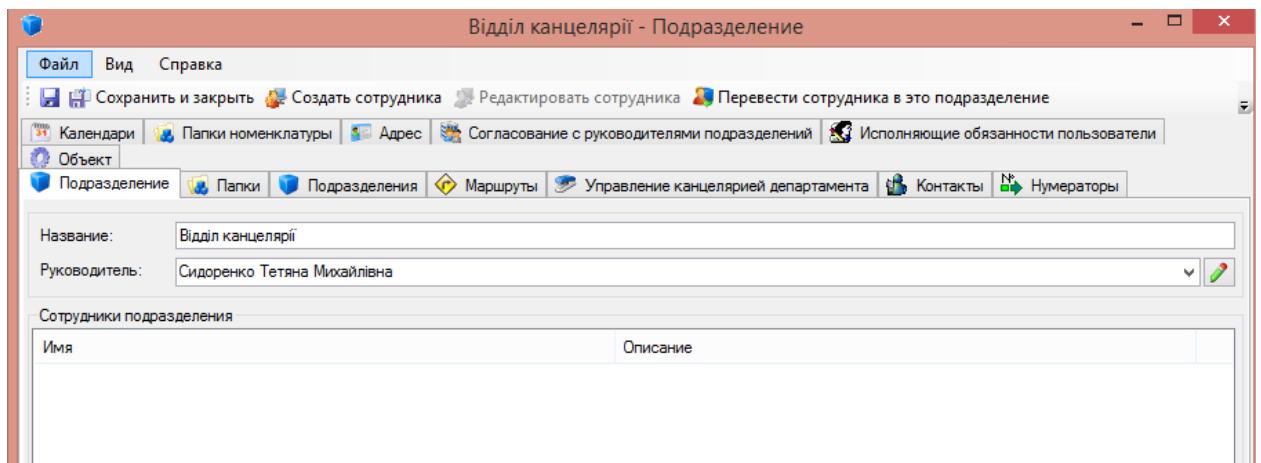 Відділ канцелярії - Подразделение
Файл Вид Справка
Сохранить и закрыть Создать сотрудника Редактировать сотрудника Перевести сотрудника в это подразделение
Календари Папки номенклатуры Адрес Согласование с руководителями подразделений Исполняющие обязанности пользователи
Объект
Подразделение Папки Подразделения Маршруты Управление канцелярией департамента Контакты Нумераторы
Название: Відділ канцелярії
Руководитель: Сидоренко Тетяна Михайлівна
Сотрудники подразделения
Имя Описание